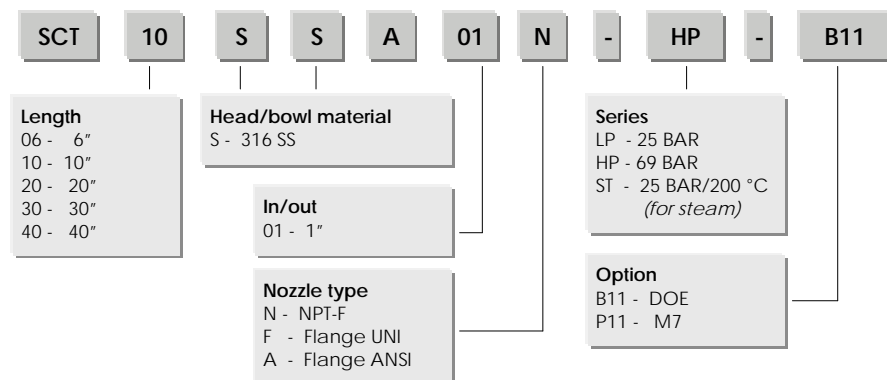 SCT 10 S S A 01 N - HP - B11
Length
06 - 6"
10 - 10"
20 - 20"
30 - 30"
40 - 40"
Head/bowl material
S - 316 SS
In/out
01 - 1"
Nozzle type
N - NPT-F
F - Flange UNI
A - Flange ANSI
Series
LP - 25 BAR
HP - 69 BAR
ST - 25 BAR/200 °C
(for steam)
Option
B11 - DOE
P11 - M7